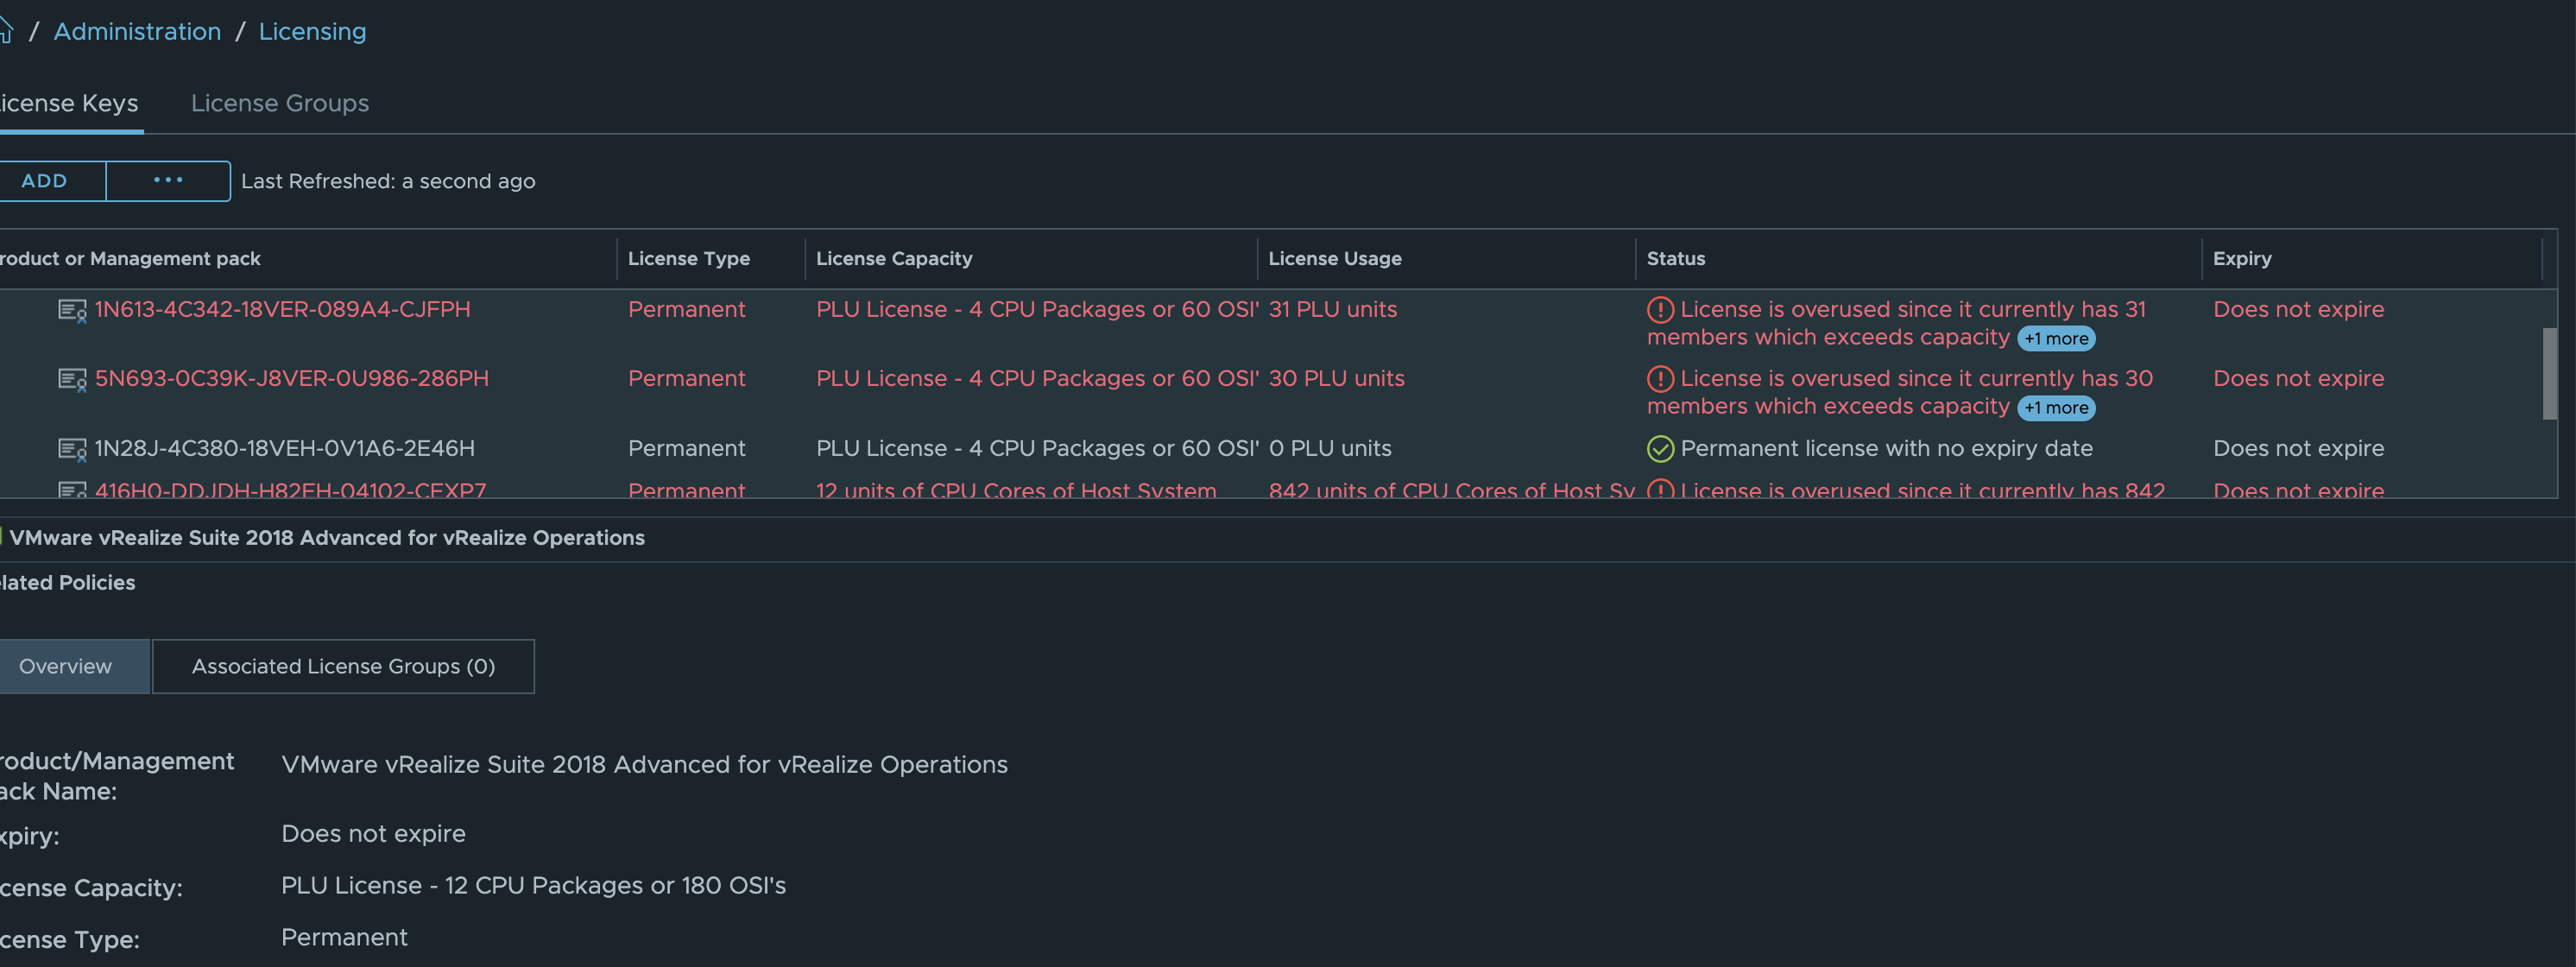 / Administration / Licensing
License Keys License Groups
ADD ••• Last Refreshed: a second ago
roduct or Management pack License Type License Capacity License Usage Status Expiry
1N613-4C342-18VER-089A4-CJFPH Permanent PLU License - 4 CPU Packages or 60 OSI' 31 PLU units License is overused since it currently has 31 Does not expire
members which exceeds capacity +1 more
5N693-0C39K-J8VER-0U986-286PH Permanent PLU License - 4 CPU Packages or 60 OSI' 30 PLU units License is overused since it currently has 30 Does not expire
members which exceeds capacity +1 more
1N28J-4C380-18VEH-0V1A6-2E46H Permanent PLU License - 4 CPU Packages or 60 OSI' 0 PLU units Permanent license with no expiry date Does not expire
416H0-DDJDH-H82EH-04102-CEXP7 Permanent 12 units of CPU Cores of Host System 842 units of CPU Cores of Host Sy License is overused since it currently has 842 Does not expire
VMware vRealize Suite 2018 Advanced for vRealize Operations
elated Policies
Overview Associated License Groups (0)
roduct/Management VMware vRealize Suite 2018 Advanced for vRealize Operations
ack Name:
xpiry: Does not expire
icense Capacity: PLU License - 12 CPU Packages or 180 OSI's
icense Type: Permanent